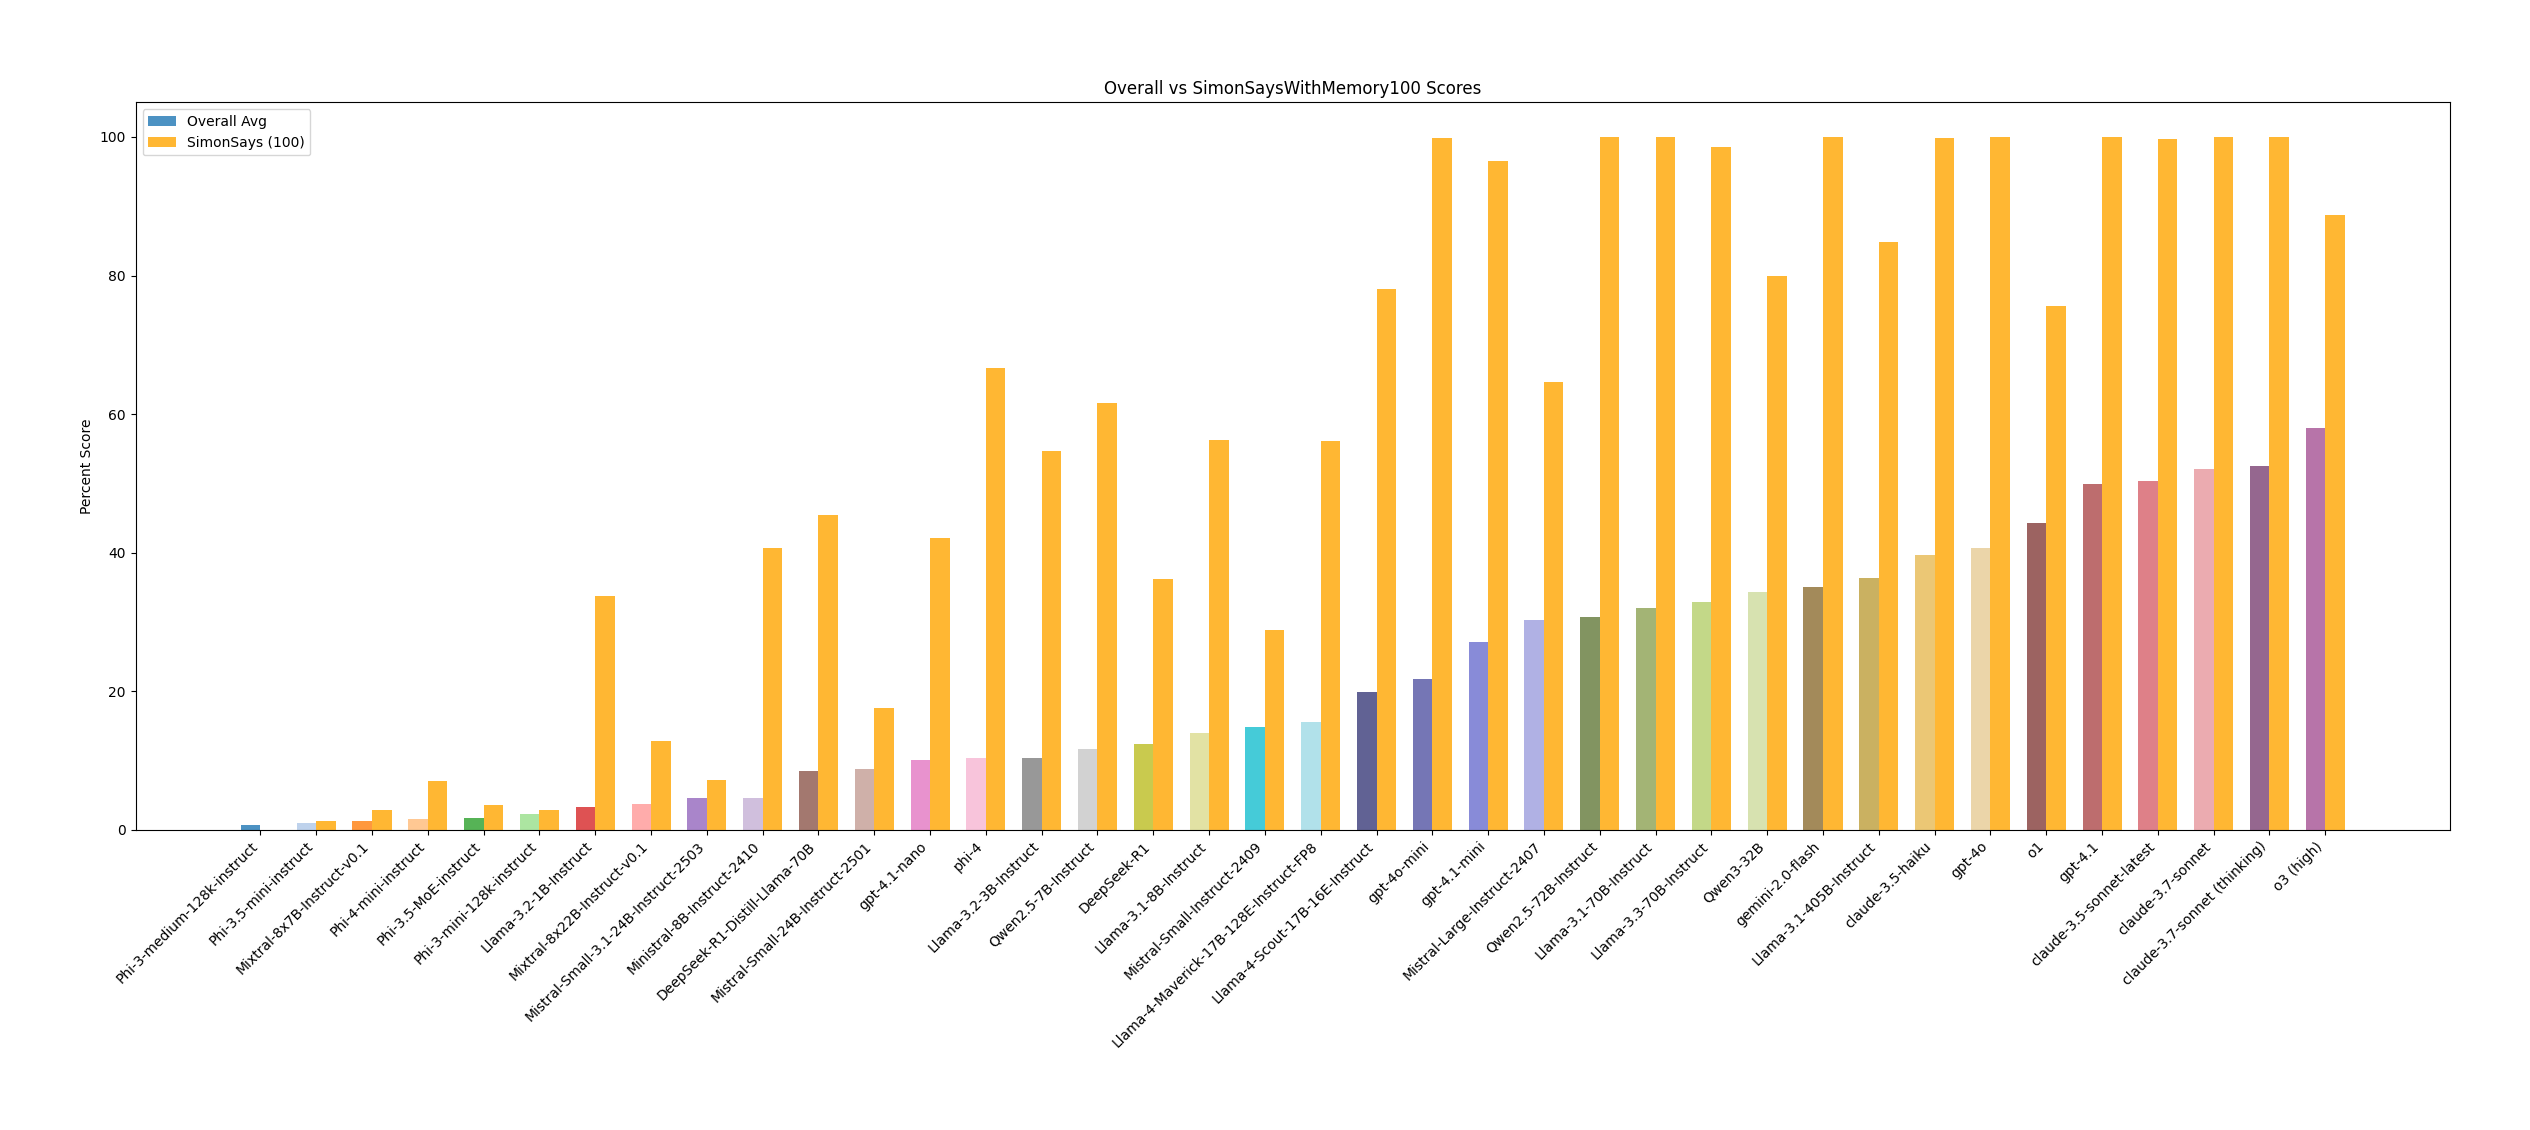 Overall vs SimonSaysWithMemory100 Scores
Overall Avg
SimonSays (100)
Percent Score
100
80
60
40
20
0
Phi-3-medium-128k-instruct
Phi-3.5-mini-instruct
Mixtral-8x7B-Instruct-v0.1
Phi-4-mini-instruct
Phi-3.5-MoE-instruct
Phi-3-mini-128k-instruct
Llama-3.2-1B-Instruct
Mixtral-8x22B-Instruct-v0.1
Mistral-Small-3.1-24B-Instruct-2503
Ministral-8B-Instruct-2410
DeepSeek-R1-Distill-Llama-70B
Mistral-Small-24B-Instruct-2501
gpt-4.1-nano
phi-4
Llama-3.2-3B-Instruct
Qwen2.5-7B-Instruct
DeepSeek-R1
Llama-3.1-8B-Instruct
Mistral-Small-Instruct-2409
Llama-4-Maverick-17B-128E-Instruct-FP8
Llama-4-Scout-17B-16E-Instruct
gpt-4o-mini
gpt-4.1-mini
Mistral-Large-Instruct-2407
Qwen2.5-72B-Instruct
Llama-3.1-70B-Instruct
Llama-3.3-70B-Instruct
Qwen3-32B
gemini-2.0-flash
Llama-3.1-405B-Instruct
claude-3.5-haiku
gpt-4o
o1
gpt-4.1
claude-3.5-sonnet-latest
claude-3.7-sonnet
claude-3.7-sonnet (thinking)
o3 (high)